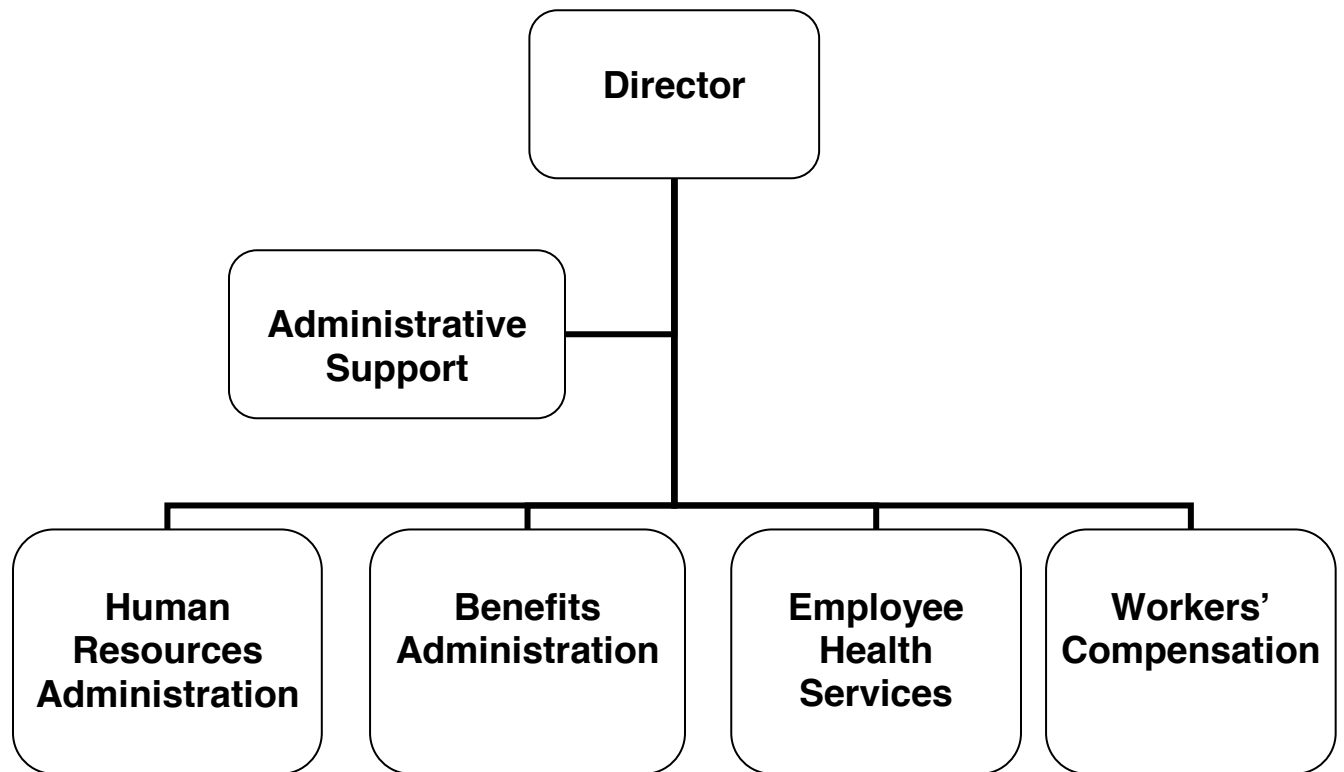 Director
Administrative
Support
Human
Resources
Administration
Benefits
Administration
Employee
Health
Services
Workers’
Compensation